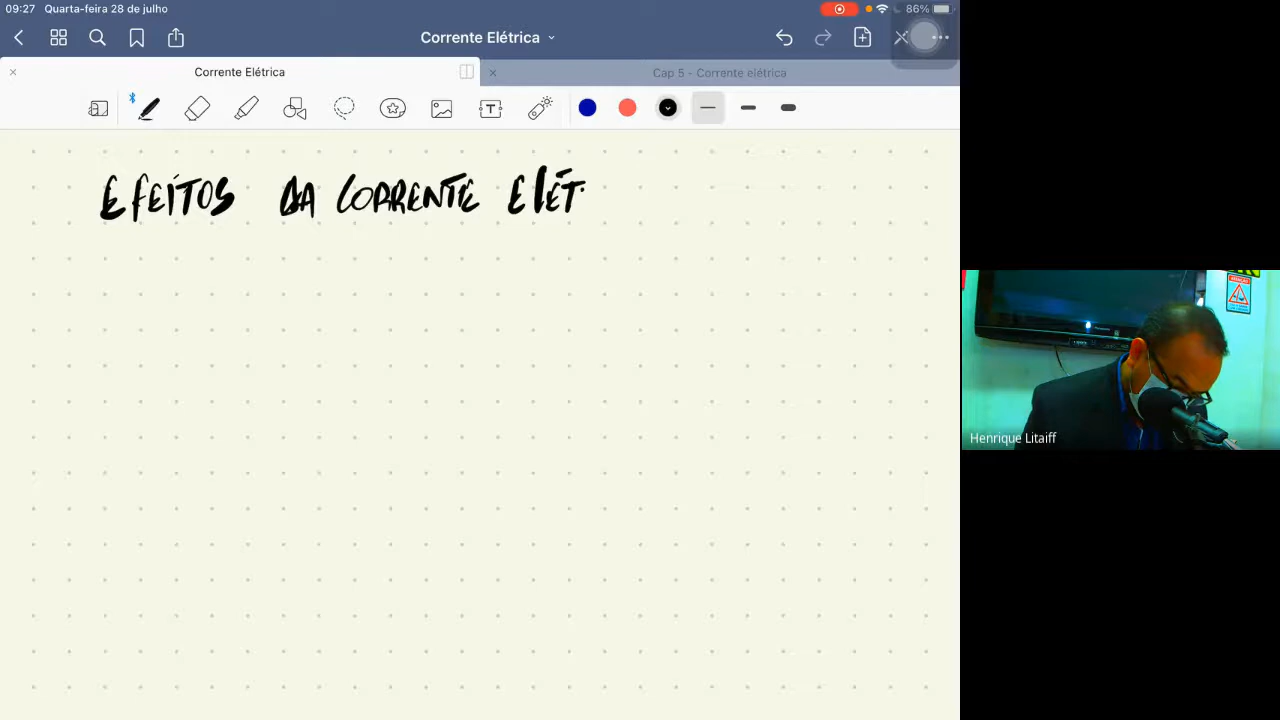 09:27 Quarta-feira 28 de julho
86%
Corrente Elétrica
Corrente Elétrica
Cap 5 - Corrente elétrica
EFEITOS DA CORRENTE ELÉT
Henrique Litaiff